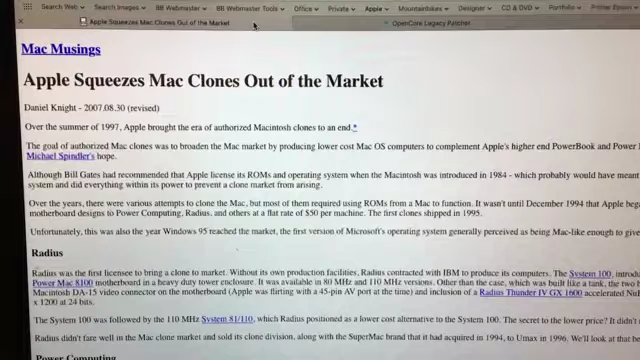 Search Web Search Images BB Webmaster BB Webmaster Tools Office Private Apple Mountainbikes Designer CD & DVD Portfolio Printer Epson
Apple Squeezes Mac Clones Out of the Market OpenCore Legacy Patcher
Mac Musings
Apple Squeezes Mac Clones Out of the Market
Daniel Knight - 2007.08.30 (revised)
Over the summer of 1997, Apple brought the era of authorized Macintosh clones to an end.*
The goal of authorized Mac clones was to broaden the Mac market by producing lower cost Mac OS computers to complement Apple's higher end PowerBook and Power
Michael Spindler's hope.
Although Bill Gates had recommended that Apple license its ROMs and operating system when the Macintosh was introduced in 1984 - which probably would have meant
system and did everything within its power to prevent a clone market from arising.
Over the years, there were various attempts to clone the Mac, but most of them required using ROMs from a Mac to function. It wasn't until December 1994 that Apple bega
motherboard designs to Power Computing, Radius, and others at a flat rate of $50 per machine. The first clones shipped in 1995.
Unfortunately, this was also the year Windows 95 reached the market, the first version of Microsoft's operating system generally perceived as being Mac-like enough to give
Radius
Radius was the first licensee to bring a clone to market. Without its own production facilities, Radius contracted with IBM to produce its computers. The System 100, introdu
Power Mac 8100 motherboard in a heavy duty tower enclosure. It was available in 80 MHz and 110 MHz versions. Other than the case, which was built like a tank, the two h
Macintosh DA-15 video connector on the motherboard (Apple was flirting with a 45-pin AV port at the time) and inclusion of a Radius Thunder IV GX 1600 accelerated Nu
x 1200 at 24 bits.
The System 100 was followed by the 110 MHz System 81/110, which Radius positioned as a lower cost alternative to the System 100. The secret to the lower price? It didn't
Radius didn't fare well in the Mac clone market and sold its clone division, along with the SuperMac brand that it had acquired in 1994, to Umax in 1996. We'll look at that be
Power Computing